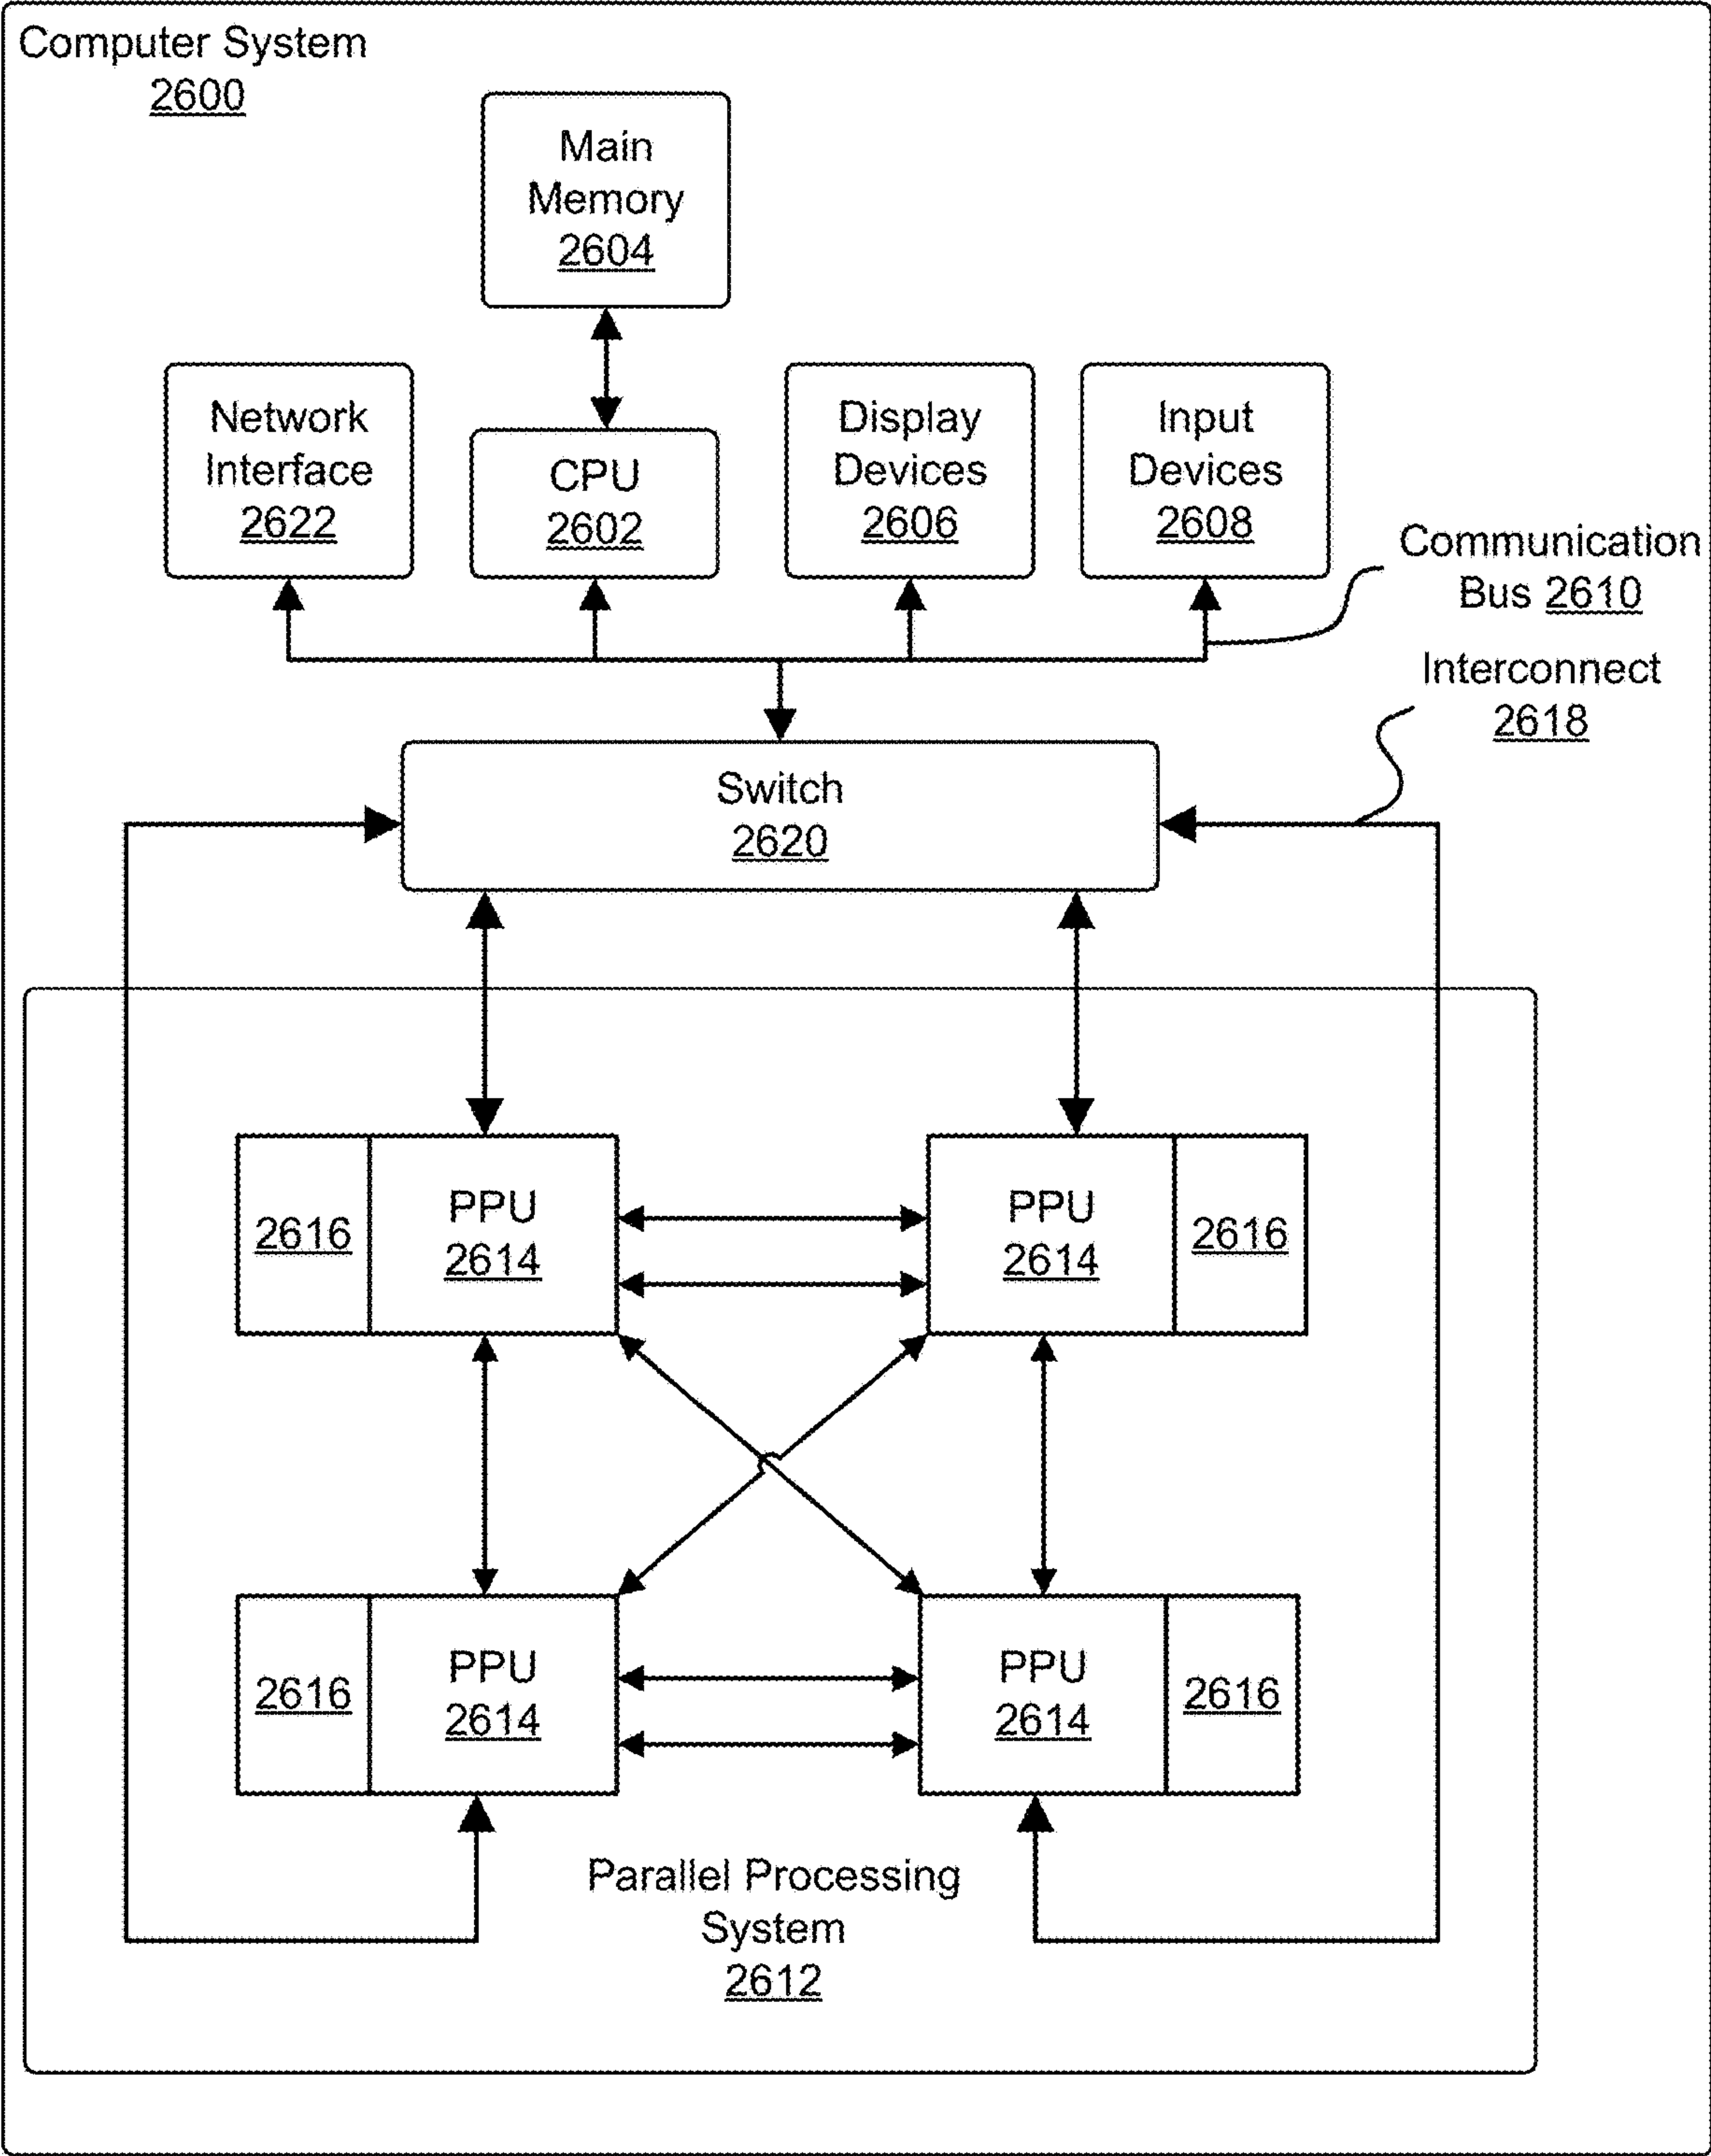 Computer System
2600
Main
Memory
2604
Network
Interface
2622
CPU
2602
Display
Devices
2606
Input
Devices
2608
Communication
Bus 2610
Interconnect
2618
Switch
2620
2616
PPU
2614
PPU
2614
2616
2616
PPU
2614
PPU
2614
2616
Parallel Processing
System
2612